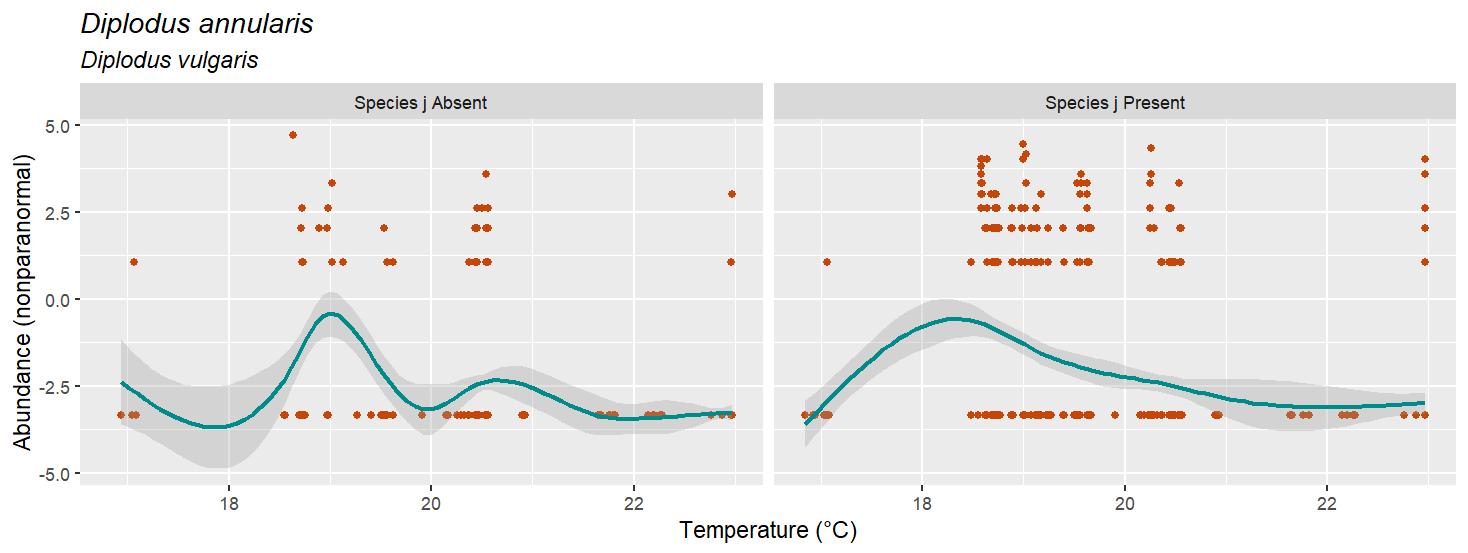 Diplodus annularis
Diplodus vulgaris
Species j Absent
Species j Present
Abundance (nonparanormal)
5.0
2.5
0.0
-2.5
-5.0
18
20
22
18
20
22
Temperature (°C)